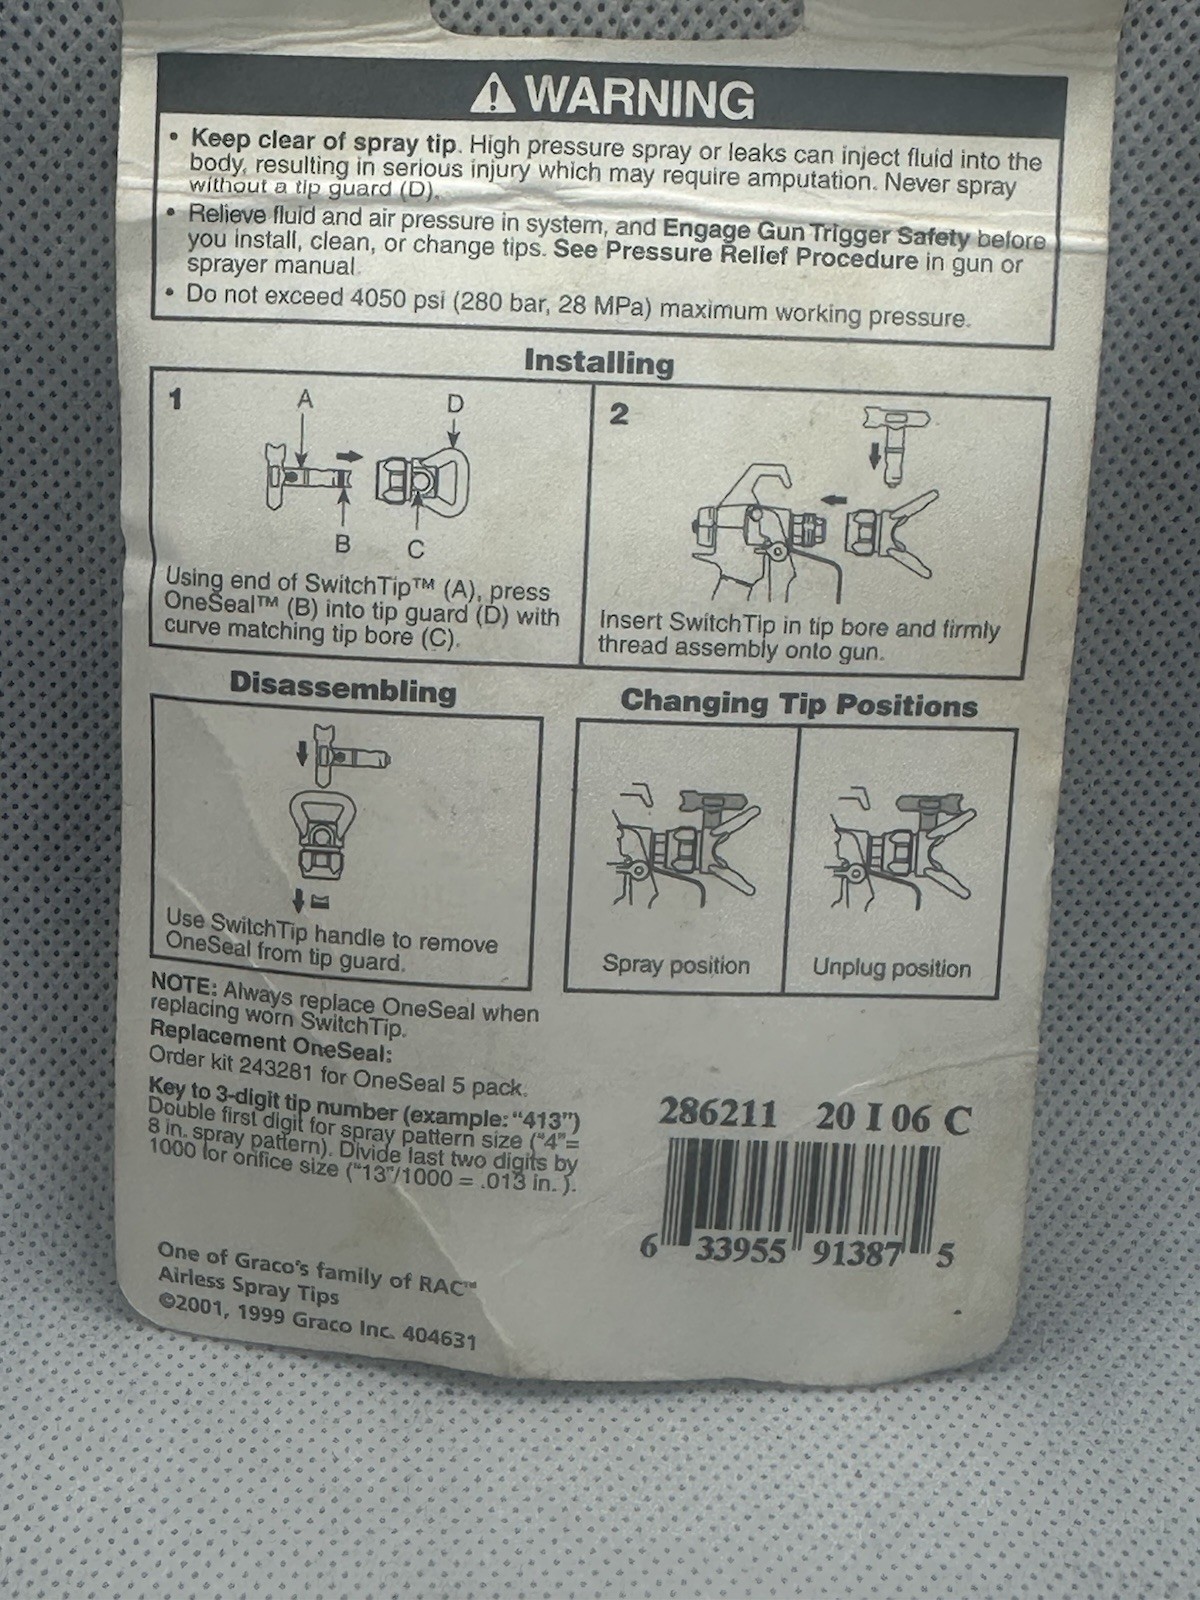 ⚠ WARNING
• Keep clear of spray tip. High pressure spray or leaks can inject fluid into the
body, resulting in serious injury which may require amputation. Never spray
without a tip guard (D).
• Relieve fluid and air pressure in system, and Engage Gun Trigger Safety before
you install, clean, or change tips. See Pressure Relief Procedure in gun or
sprayer manual.
• Do not exceed 4050 psi (280 bar, 28 MPa) maximum working pressure.
Installing
1
A
D
B
C
Using end of SwitchTip™ (A), press
OneSeal™ (B) into tip guard (D) with
curve matching tip bore (C).
2
Insert SwitchTip in tip bore and firmly
thread assembly onto gun.
Disassembling
Use SwitchTip handle to remove
OneSeal from tip guard.
Changing Tip Positions
Spray position
Unplug position
NOTE: Always replace OneSeal when
replacing worn SwitchTip.
Replacement OneSeal:
Order kit 243281 for OneSeal 5 pack.
Key to 3-digit tip number (example: "413")
Double first digit for spray pattern size ("4"=
8 in. spray pattern). Divide last two digits by
1000 for orifice size ("13"/1000 = .013 in. ).
286211 20 I 06 C
6 33955 91387 5
One of Graco's family of RAC™
Airless Spray Tips
©2001, 1999 Graco Inc. 404631